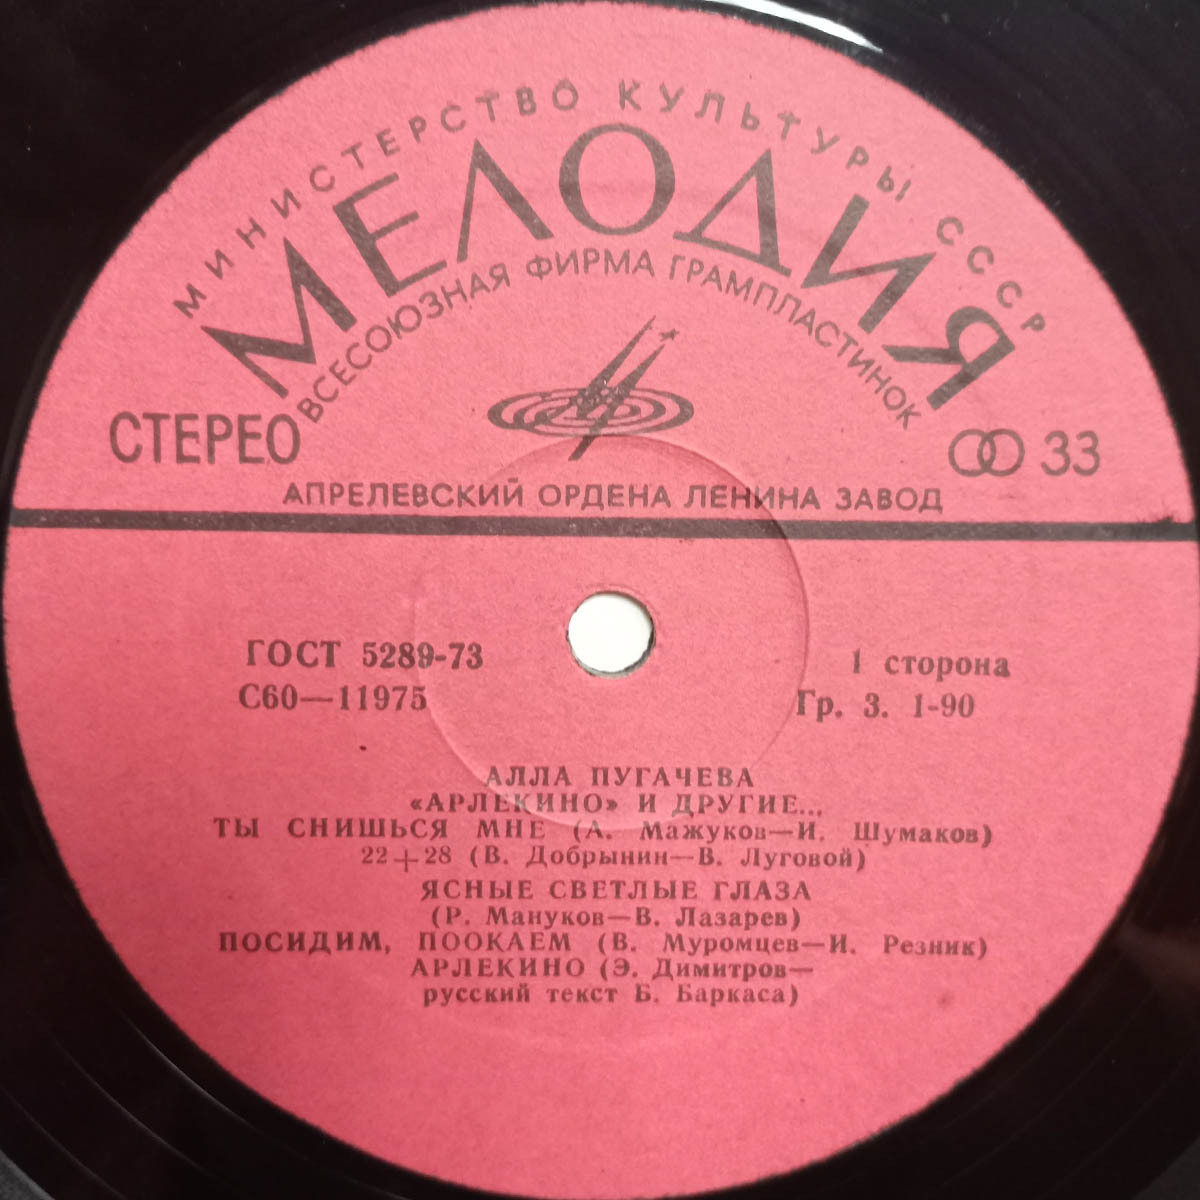 МИНИСТЕРСТВО КУЛЬТУРЫ СССР
МЕЛОДИЯ
ВСЕСОЮЗНАЯ ФИРМА ГРАМПЛАСТИНОК
СТЕРЕО
33
АПРЕЛЕВСКИЙ ОРДЕНА ЛЕНИНА ЗАВОД
ГОСТ 5289-73
1 сторона
С60—11975
Гр. 3. 1-90
АЛЛА ПУГАЧЕВА
«АРЛЕКИНО» И ДРУГИЕ...
ТЫ СНИШЬСЯ МНЕ (А. Мажуков—И. Шумаков)
22+28 (В. Добрынин—В. Луговой)
ЯСНЫЕ СВЕТЛЫЕ ГЛАЗА
(Р. Мануков—В. Лазарев)
ПОСИДИМ, ПООКАЕМ (В. Муромцев—И. Резник)
АРЛЕКИНО (Э. Димитров—
русский текст Б. Баркаса)